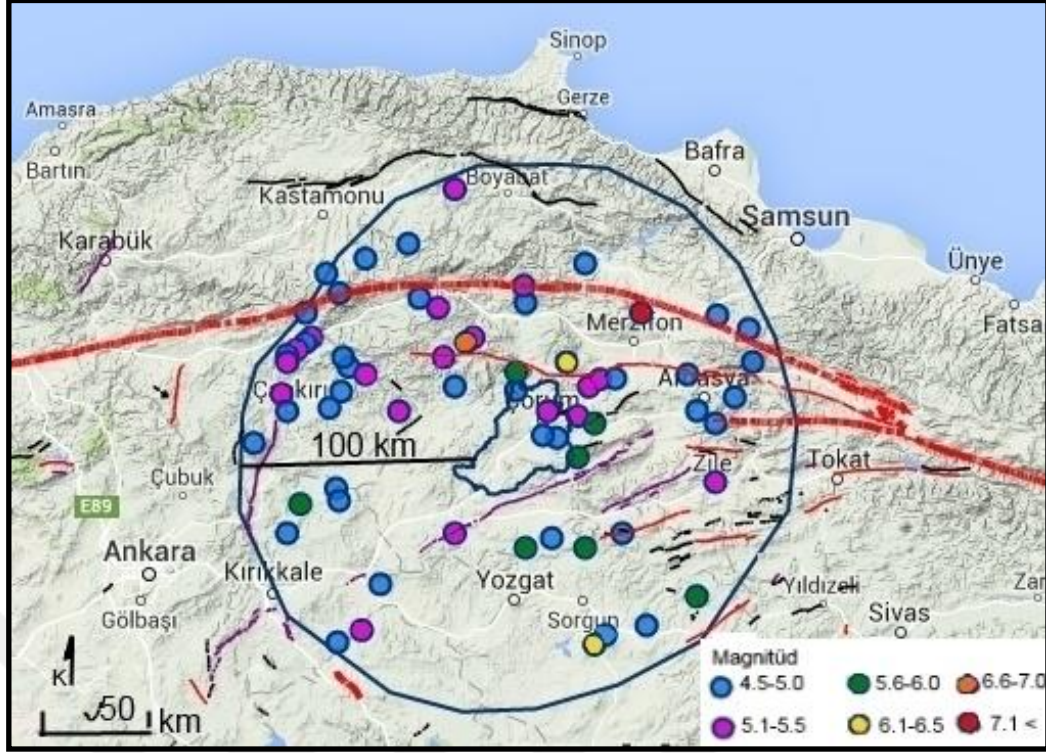 Sinop
Gerze
Amasra
Bafra
Bartın
Boyabat
Kastamonu
Samsun
Karabük
Ünye
Fatsa
Merzifon
Çankırı
Amasya
Çorum
100 km
Tokat
Zile
Çubuk
E89
Ankara
Kırıkkale
Yozgat
Yıldızeli
Gölbaşı
Sorgun
Sivas
Zar
K
50 km
Magnitüd
4.5-5.0 5.6-6.0 6.6-7.0
5.1-5.5 6.1-6.5 7.1 <